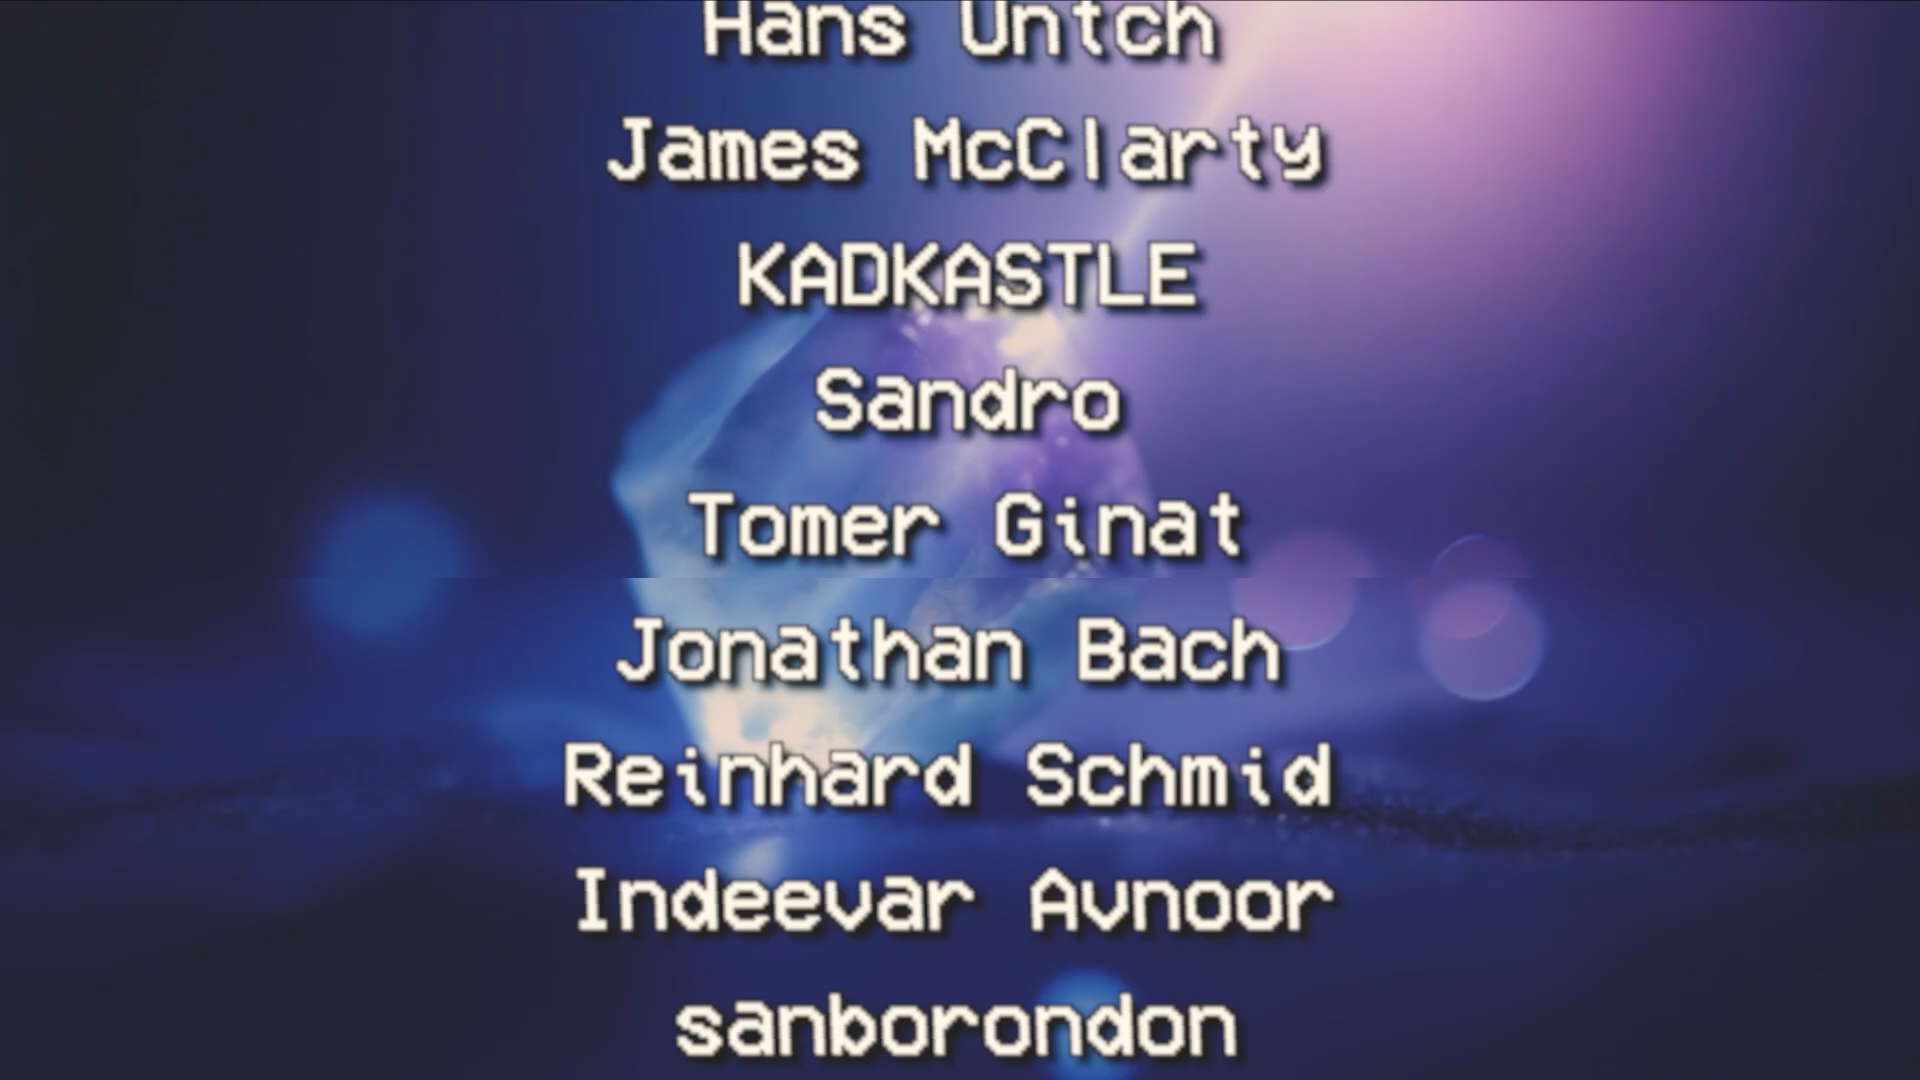 Hans Untch
James McClarty
KADKASTLE
Sandro
Tomer Ginat
Jonathan Bach
Reinhard Schmid
Indeevar Avnoor
sanborondon